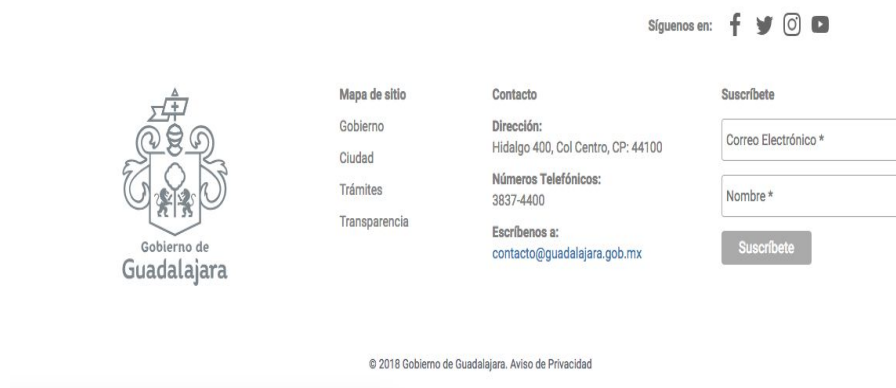 Síguenos en:
Gobierno de
Guadalajara
Mapa de sitio
Gobierno
Ciudad
Trámites
Transparencia
Contacto
Dirección:
Hidalgo 400, Col Centro, CP: 44100
Números Telefónicos:
3837-4400
Escríbenos a:
contacto@guadalajara.gob.mx
Suscríbete
Correo Electrónico *
Nombre *
Suscríbete
© 2018 Gobierno de Guadalajara. Aviso de Privacidad